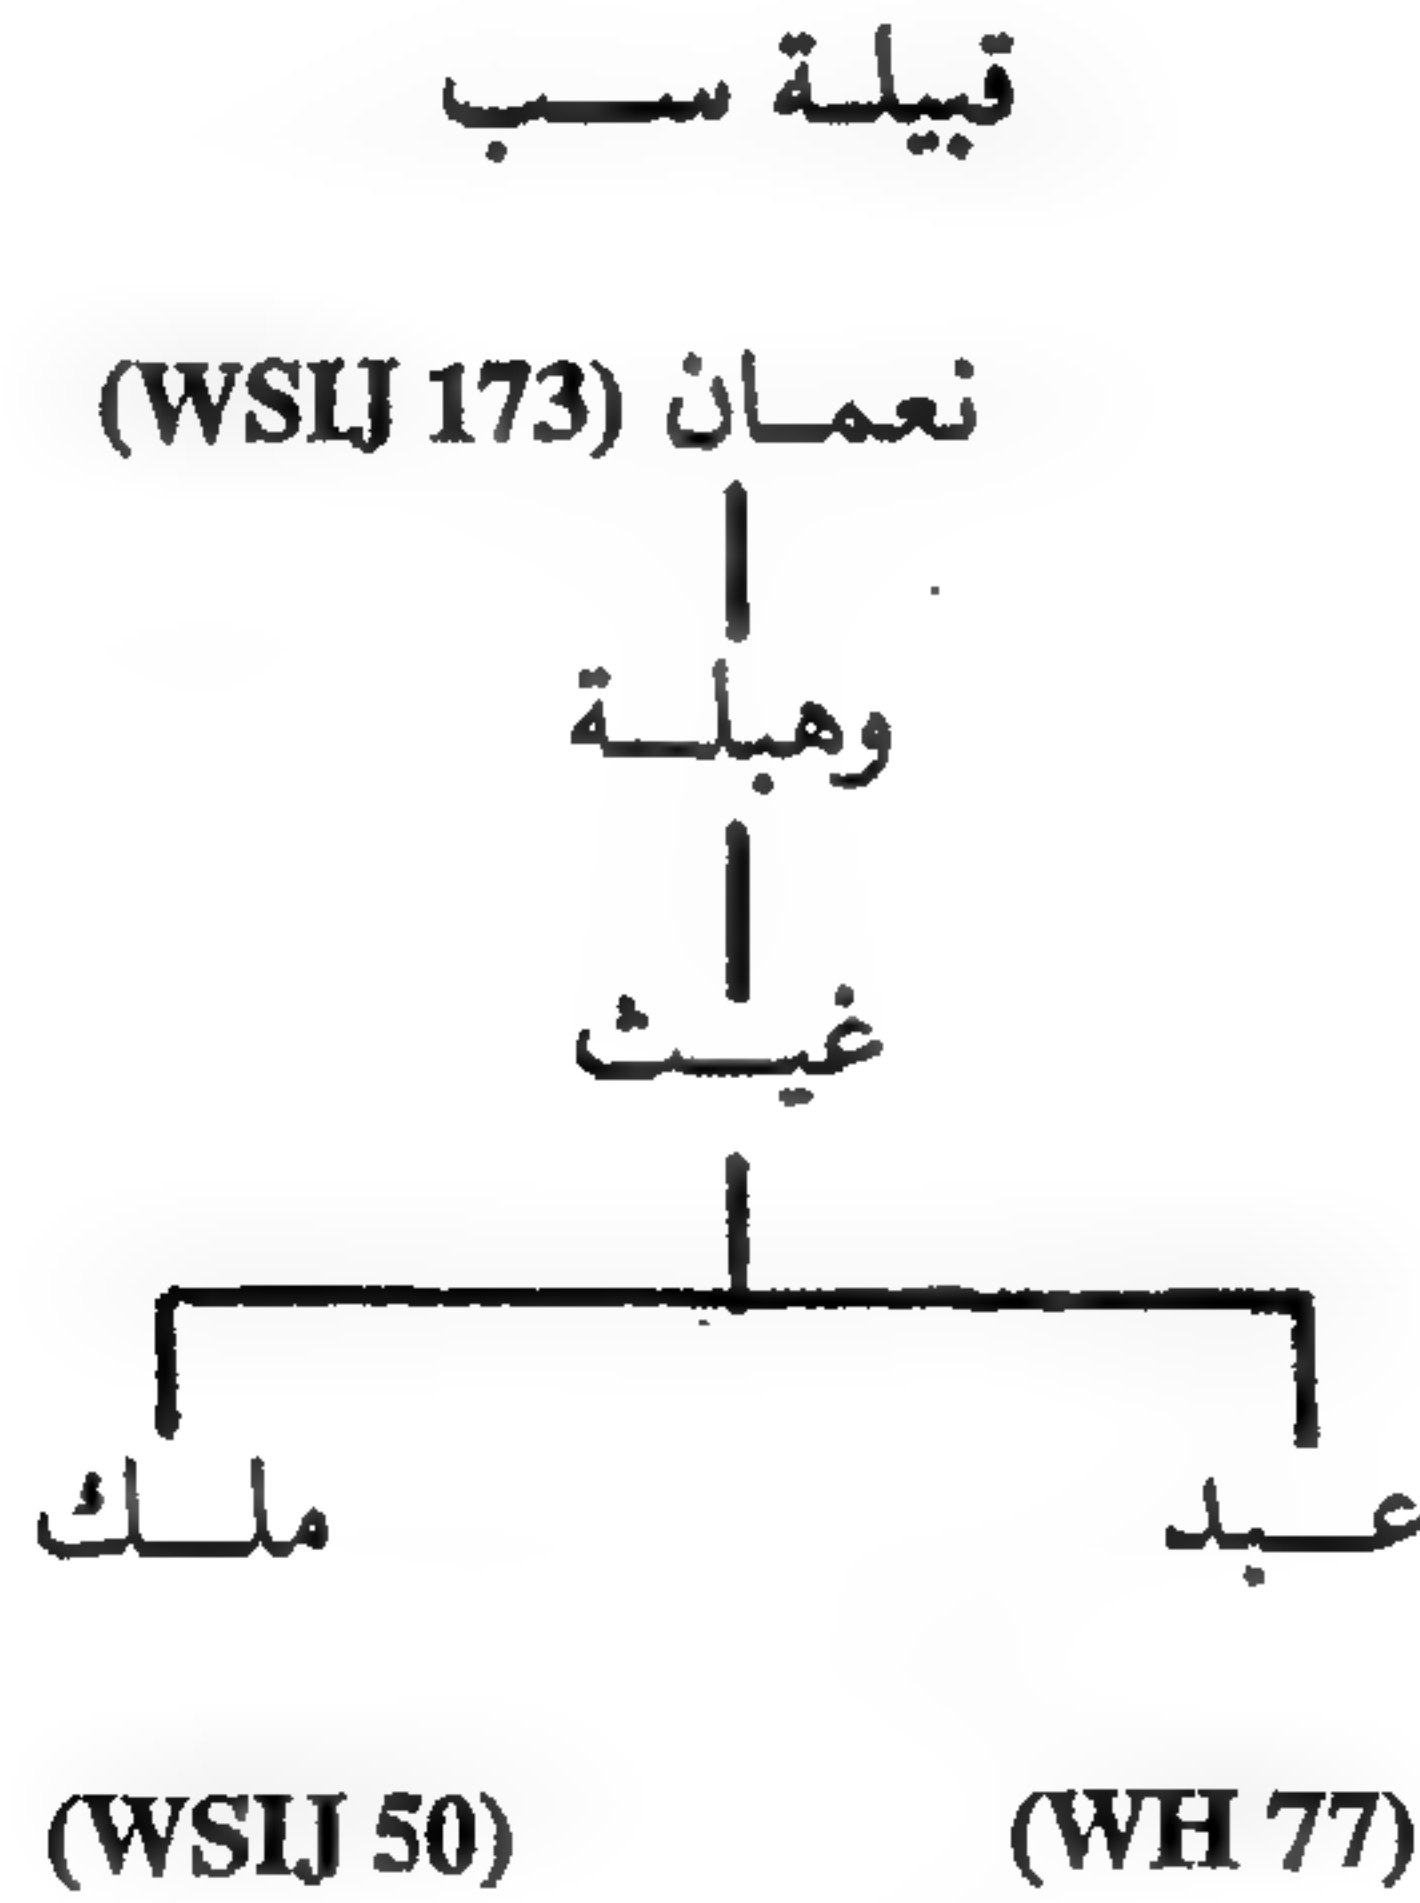 قبيلة سب
نعمان (WSIJ 173)
وهبلة
غيث
عبد ملك
(WH 77) (WSIJ 50)